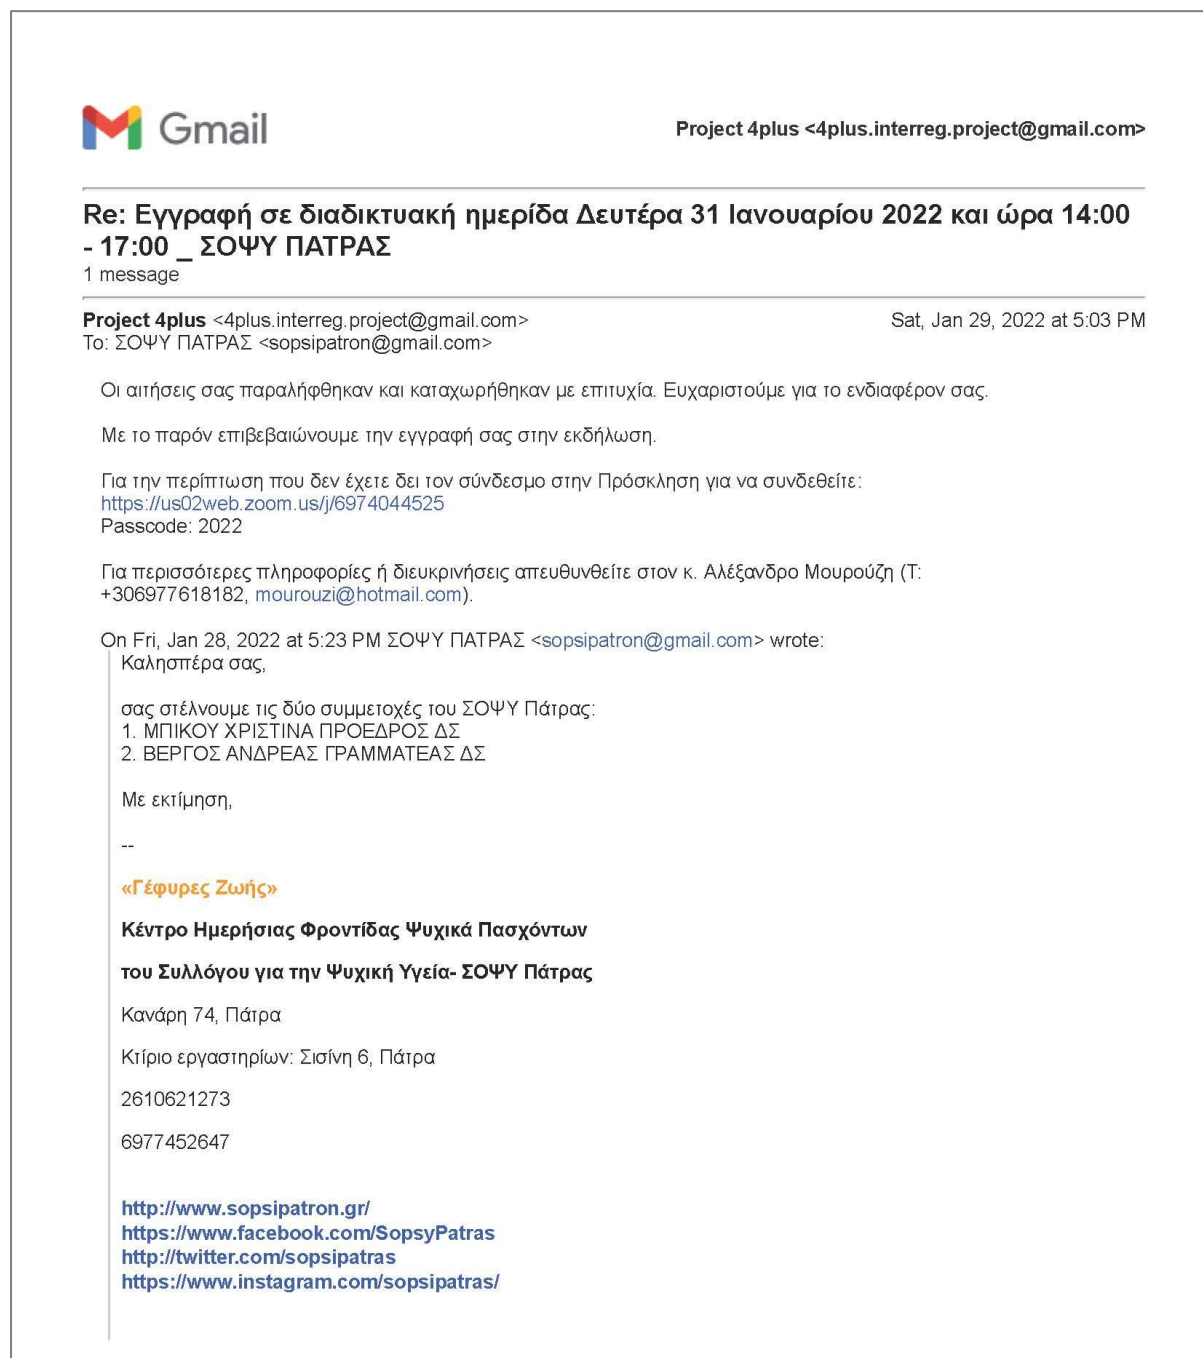 Gmail
Project 4plus <4plus.interreg.project@gmail.com>
Re: Εγγραφή σε διαδικτυακή ημερίδα Δευτέρα 31 Ιανουαρίου 2022 και ώρα 14:00
- 17:00 _ ΣΟΨΥ ΠΑΤΡΑΣ
1 message
Project 4plus <4plus.interreg.project@gmail.com>
Sat, Jan 29, 2022 at 5:03 PM
To: ΣΟΨΥ ΠΑΤΡΑΣ <sopsipatron@gmail.com>
Οι αιτήσεις σας παραλήφθηκαν και καταχωρήθηκαν με επιτυχία. Ευχαριστούμε για το ενδιαφέρον σας.
Με το παρόν επιβεβαιώνουμε την εγγραφή σας στην εκδήλωση.
Για την περίπτωση που δεν έχετε δει τον σύνδεσμο στην Πρόσκληση για να συνδεθείτε:
https://us02web.zoom.us/j/6974044525
Passcode: 2022
Για περισσότερες πληροφορίες ή διευκρινήσεις απευθυνθείτε στον κ. Αλέξανδρο Μουρούζη (Τ:
+306977618182, mourouzi@hotmail.com).
On Fri, Jan 28, 2022 at 5:23 PM ΣΟΨΥ ΠΑΤΡΑΣ <sopsipatron@gmail.com> wrote:
Καλησπέρα σας,
σας στέλνουμε τις δύο συμμετοχές του ΣΟΨΥ Πάτρας:
1. ΜΠΙΚΟΥ ΧΡΙΣΤΙΝΑ ΠΡΟΕΔΡΟΣ ΔΣ
2. ΒΕΡΓΟΣ ΑΝΔΡΕΑΣ ΓΡΑΜΜΑΤΕΑΣ ΔΣ
Με εκτίμηση,
--
«Γέφυρες Ζωής»
Κέντρο Ημερήσιας Φροντίδας Ψυχικά Πασχόντων
του Συλλόγου για την Ψυχική Υγεία- ΣΟΨΥ Πάτρας
Κανάρη 74, Πάτρα
Κτίριο εργαστηρίων: Σισίνη 6, Πάτρα
2610621273
6977452647
http://www.sopsipatron.gr/
https://www.facebook.com/SopsyPatras
http://twitter.com/sopsipatras
https://www.instagram.com/sopsipatras/